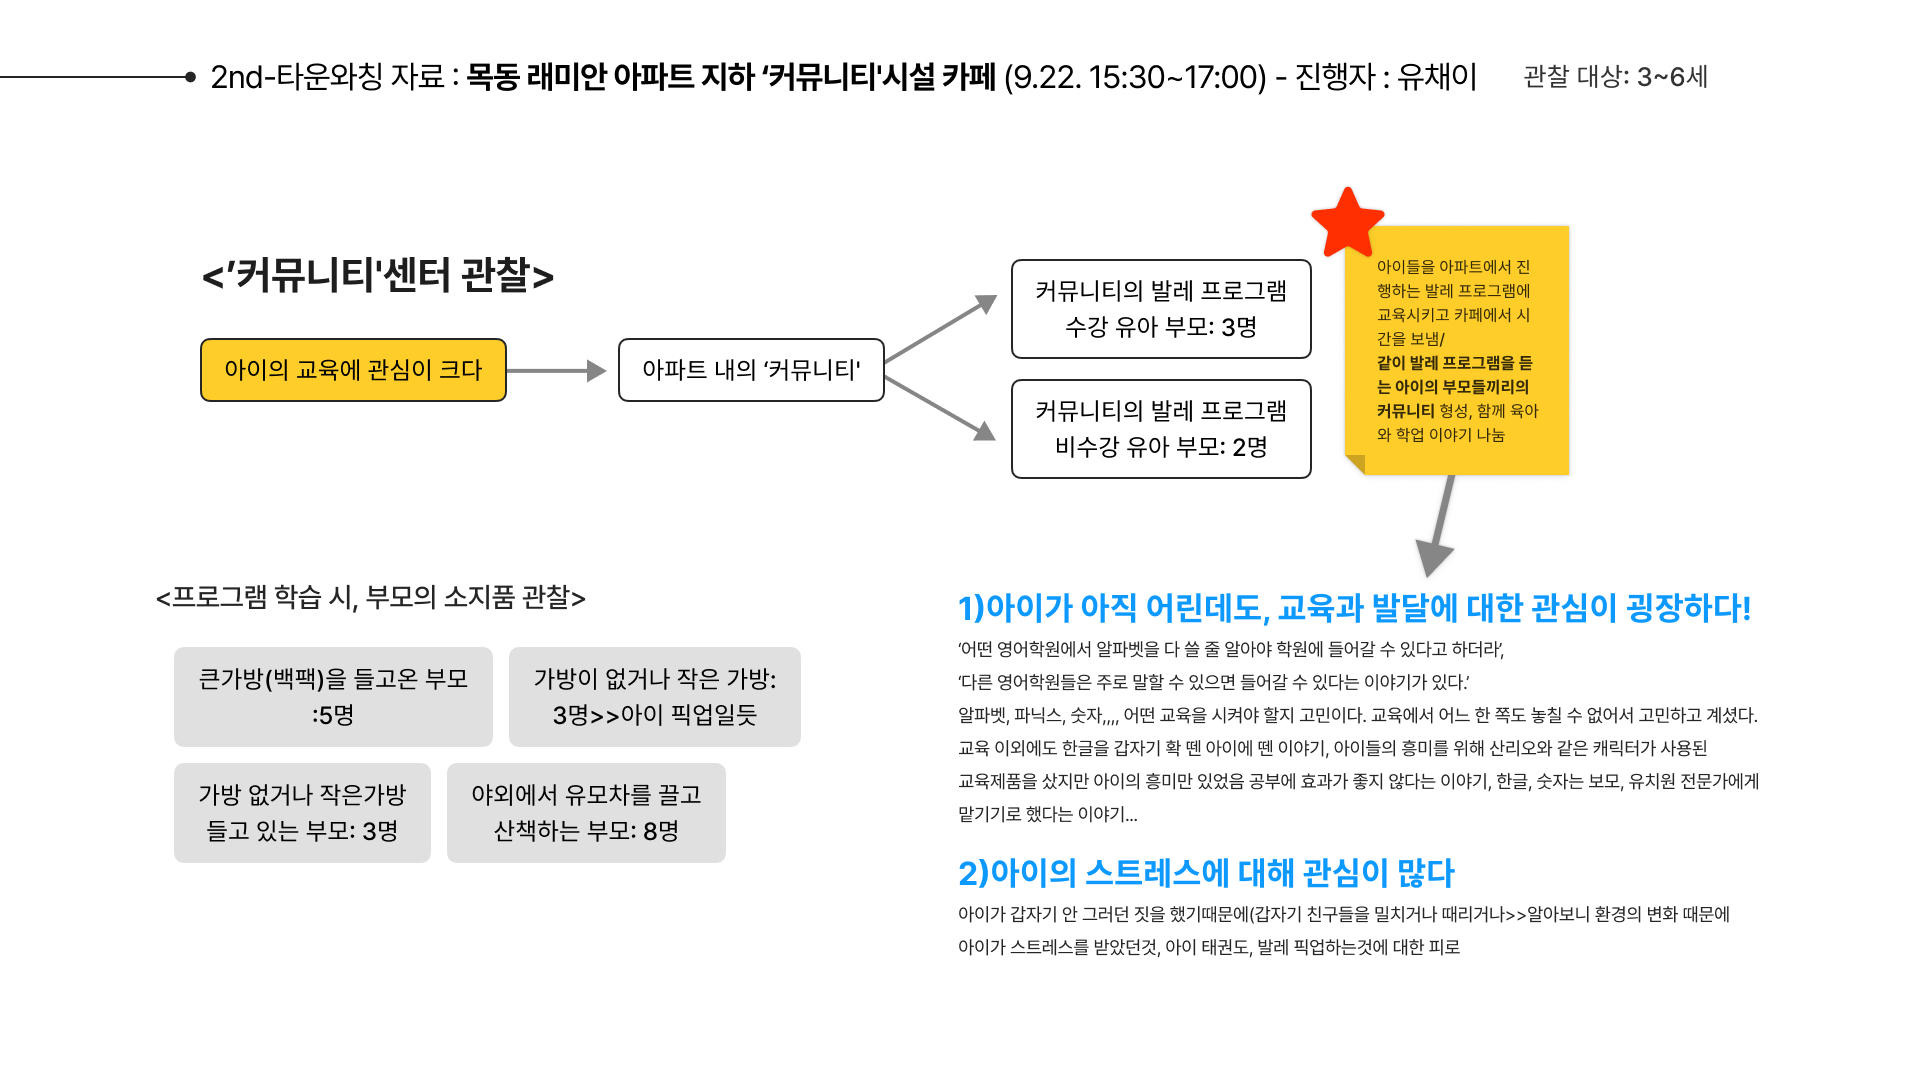 2nd-타운와칭 자료 : 목동 래미안 아파트 지하 ‘커뮤니티'시설 카페 (9.22. 15:30~17:00) - 진행자 : 유채이
관찰 대상: 3~6세
<’커뮤니티'센터 관찰>
아이의 교육에 관심이 크다
아파트 내의 ‘커뮤니티'
커뮤니티의 발레 프로그램
수강 유아 부모: 3명
커뮤니티의 발레 프로그램
비수강 유아 부모: 2명
아이들을 아파트에서 진
행하는 발레 프로그램에
교육시키고 카페에서 시
간을 보냄/
같이 발레 프로그램을 듣
는 아이의 부모들끼리의
커뮤니티 형성, 함께 육아
와 학업 이야기 나눔
<프로그램 학습 시, 부모의 소지품 관찰>
큰가방(백팩)을 들고온 부모
:5명
가방이 없거나 작은 가방:
3명>>아이 픽업일듯
가방 없거나 작은가방
들고 있는 부모: 3명
야외에서 유모차를 끌고
산책하는 부모: 8명
1)아이가 아직 어린데도, 교육과 발달에 대한 관심이 굉장하다!
‘어떤 영어학원에서 알파벳을 다 쓸 줄 알아야 학원에 들어갈 수 있다고 하더라’,
‘다른 영어학원들은 주로 말할 수 있으면 들어갈 수 있다는 이야기가 있다.’
알파벳, 파닉스, 숫자,,,, 어떤 교육을 시켜야 할지 고민이다. 교육에서 어느 한 쪽도 놓칠 수 없어서 고민하고 계셨다.
교육 이외에도 한글을 갑자기 확 뗀 아이에 뗀 이야기, 아이들의 흥미를 위해 산리오와 같은 캐릭터가 사용된
교육제품을 샀지만 아이의 흥미만 있었음 공부에 효과가 좋지 않다는 이야기, 한글, 숫자는 보모, 유치원 전문가에게
맡기기로 했다는 이야기...
2)아이의 스트레스에 대해 관심이 많다
아이가 갑자기 안 그러던 짓을 했기때문에(갑자기 친구들을 밀치거나 때리거나>>알아보니 환경의 변화 때문에
아이가 스트레스를 받았던것, 아이 태권도, 발레 픽업하는것에 대한 피로